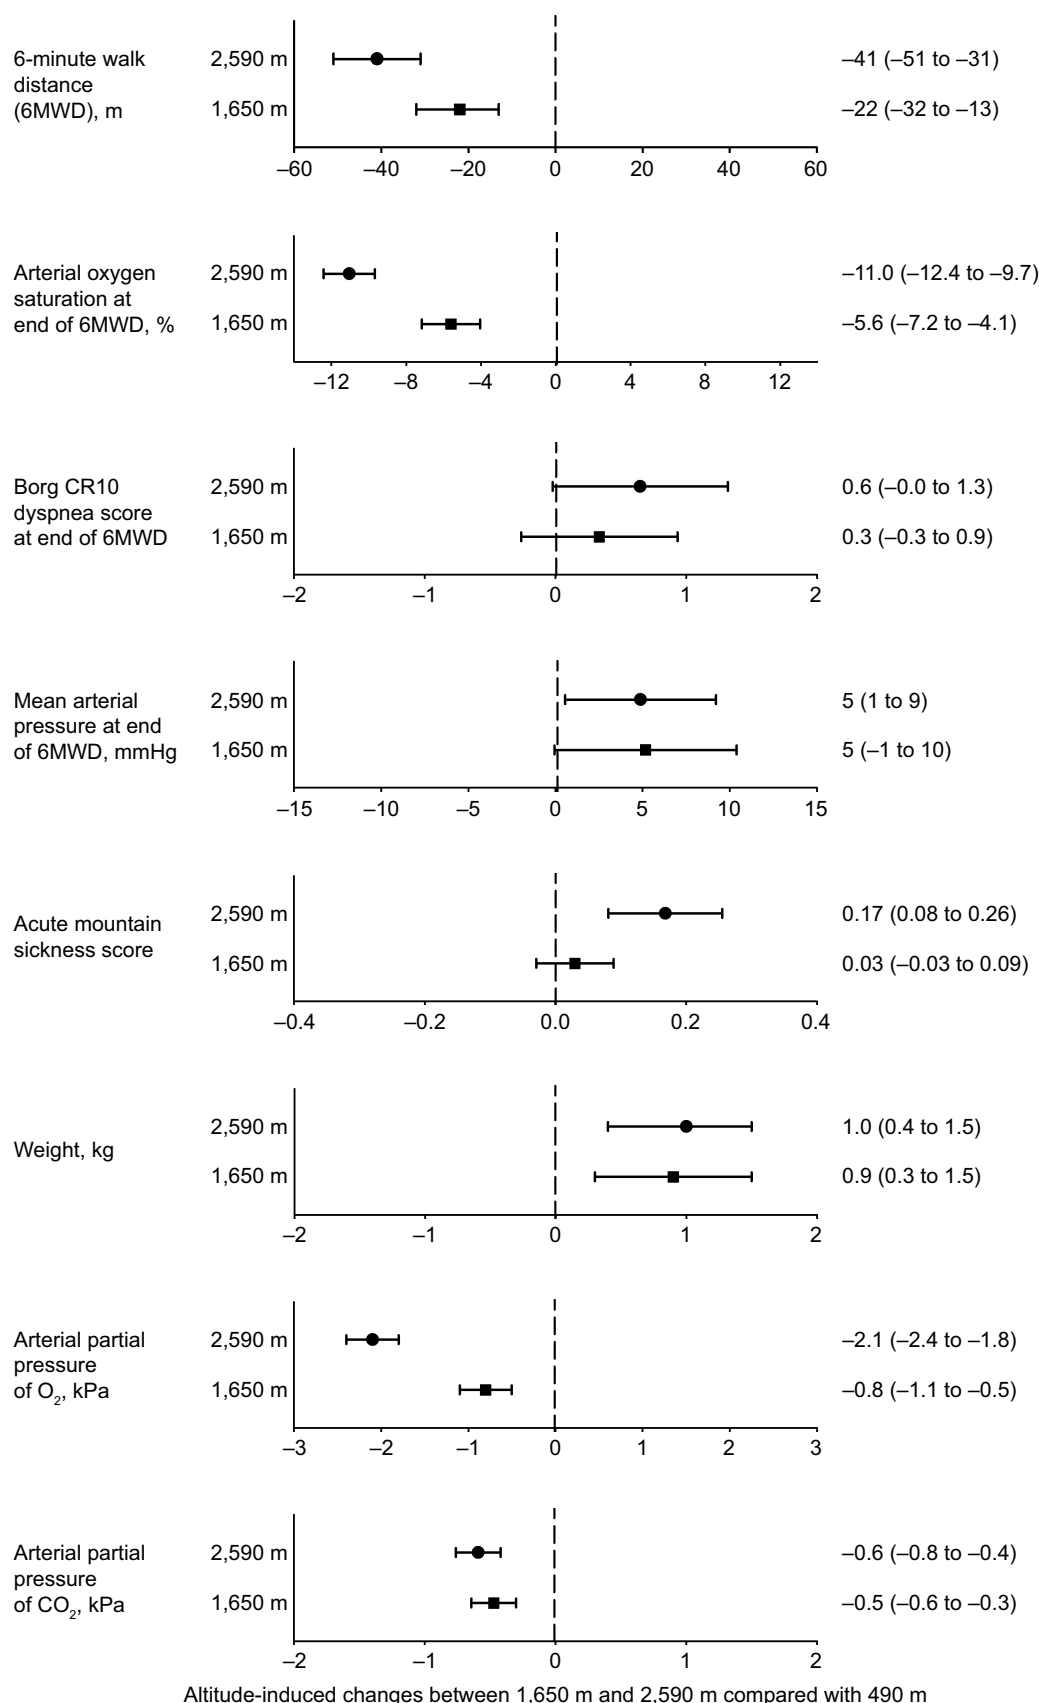 6-minute walk
distance
(6MWD), m
2,590 m
–41 (–51 to –31)
1,650 m
–22 (–32 to –13)
–60 –40 –20 0 20 40 60
Arterial oxygen
saturation at
end of 6MWD, %
2,590 m
–11.0 (–12.4 to –9.7)
1,650 m
–5.6 (–7.2 to –4.1)
–12 –8 –4 0 4 8 12
Borg CR10
dyspnea score
at end of 6MWD
2,590 m
0.6 (–0.0 to 1.3)
1,650 m
0.3 (–0.3 to 0.9)
–2 –1 0 1 2
Mean arterial
pressure at end
of 6MWD, mmHg
2,590 m
5 (1 to 9)
1,650 m
5 (–1 to 10)
–15 –10 –5 0 5 10 15
Acute mountain
sickness score
2,590 m
0.17 (0.08 to 0.26)
1,650 m
0.03 (–0.03 to 0.09)
–0.4 –0.2 0.0 0.2 0.4
Weight, kg
2,590 m
1.0 (0.4 to 1.5)
1,650 m
0.9 (0.3 to 1.5)
–2 –1 0 1 2
Arterial partial
pressure
of O₂, kPa
2,590 m
–2.1 (–2.4 to –1.8)
1,650 m
–0.8 (–1.1 to –0.5)
–3 –2 –1 0 1 2 3
Arterial partial
pressure
of CO₂, kPa
2,590 m
–0.6 (–0.8 to –0.4)
1,650 m
–0.5 (–0.6 to –0.3)
–2 –1 0 1 2
Altitude-induced changes between 1,650 m and 2,590 m compared with 490 m